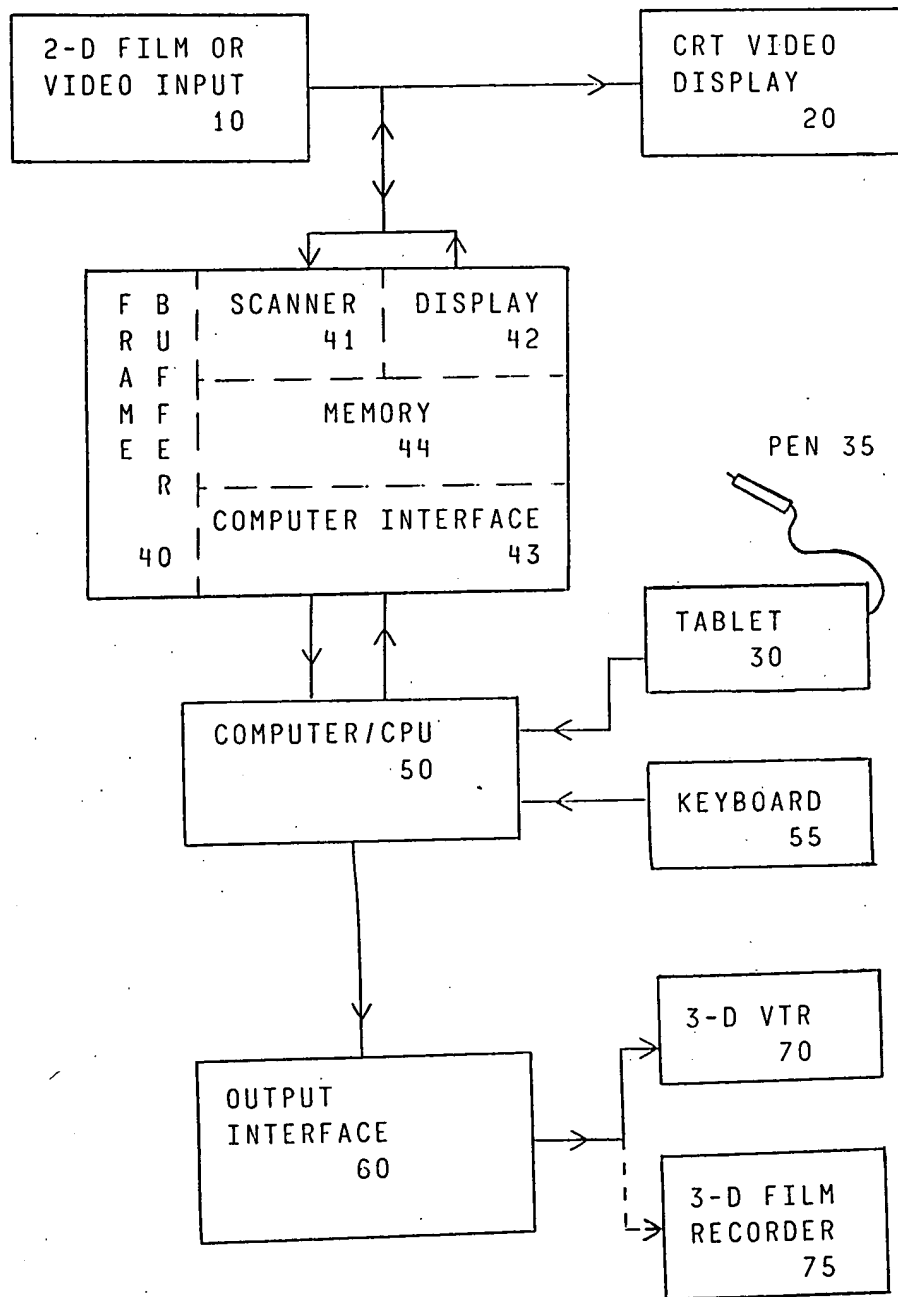 2-D FILM OR
VIDEO INPUT
10
CRT VIDEO
DISPLAY
20
FRAME
BUFFER
40
SCANNER
41
DISPLAY
42
MEMORY
44
COMPUTER INTERFACE
43
PEN 35
TABLET
30
COMPUTER/CPU
50
KEYBOARD
55
3-D VTR
70
OUTPUT
INTERFACE
60
3-D FILM
RECORDER
75